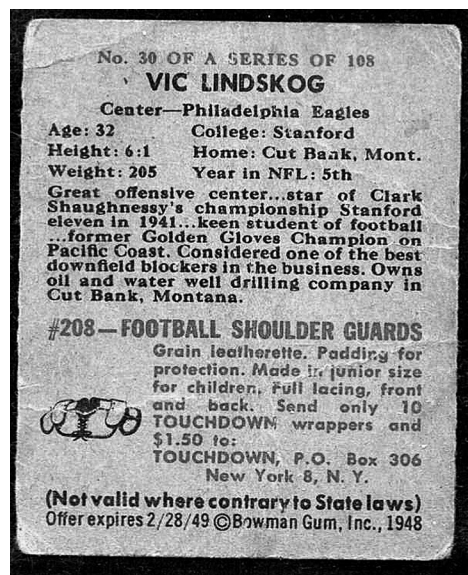 No. 30 OF A SERIES OF 108
VIC LINDSKOG
Center—Philadelphia Eagles
Age: 32 College: Stanford
Height: 6:1 Home: Cut Bank, Mont.
Weight: 205 Year in NFL: 5th
Great offensive center...star of Clark
Shaughnessy's championship Stanford
eleven in 1941...keen student of football
...former Golden Gloves Champion on
Pacific Coast. Considered one of the best
downfield blockers in the business. Owns
oil and water well drilling company in
Cut Bank, Montana.
#208—FOOTBALL SHOULDER GUARDS
Grain leatherette. Padding for
protection. Made in junior size
for children. Full lacing, front
and back. Send only 10
TOUCHDOWN wrappers and
$1.50 to:
TOUCHDOWN, P.O. Box 306
New York 8, N. Y.
(Not valid where contrary to State laws)
Offer expires 2/28/49 ©Bowman Gum, Inc., 1948